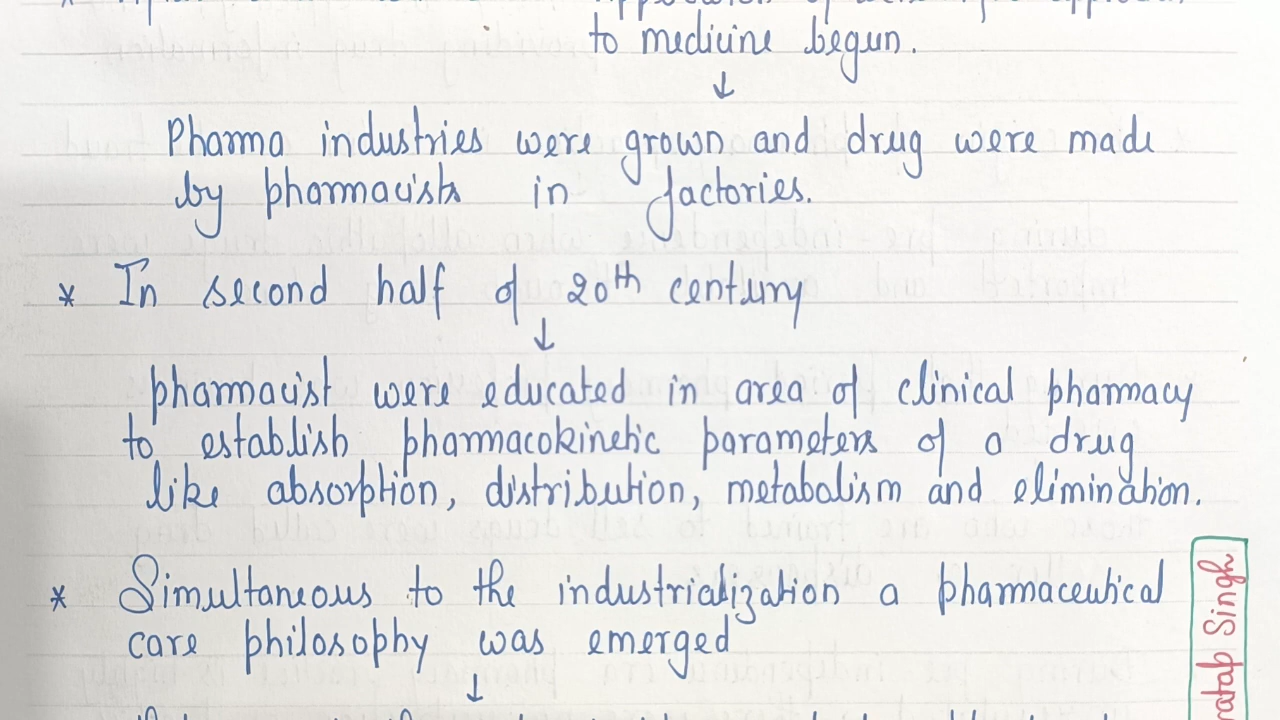 to medicine begun.
↓
Pharma industries were grown and drug were made
by pharmacists in factories.
* In second half of 20th century
↓
pharmacist were educated in area of clinical pharmacy
to establish pharmacokinetic parameters of a drug
like absorption, distribution, metabolism and elimination.
* Simultaneous to the industrialization a pharmaceutical
care philosophy was emerged
↓
Singh